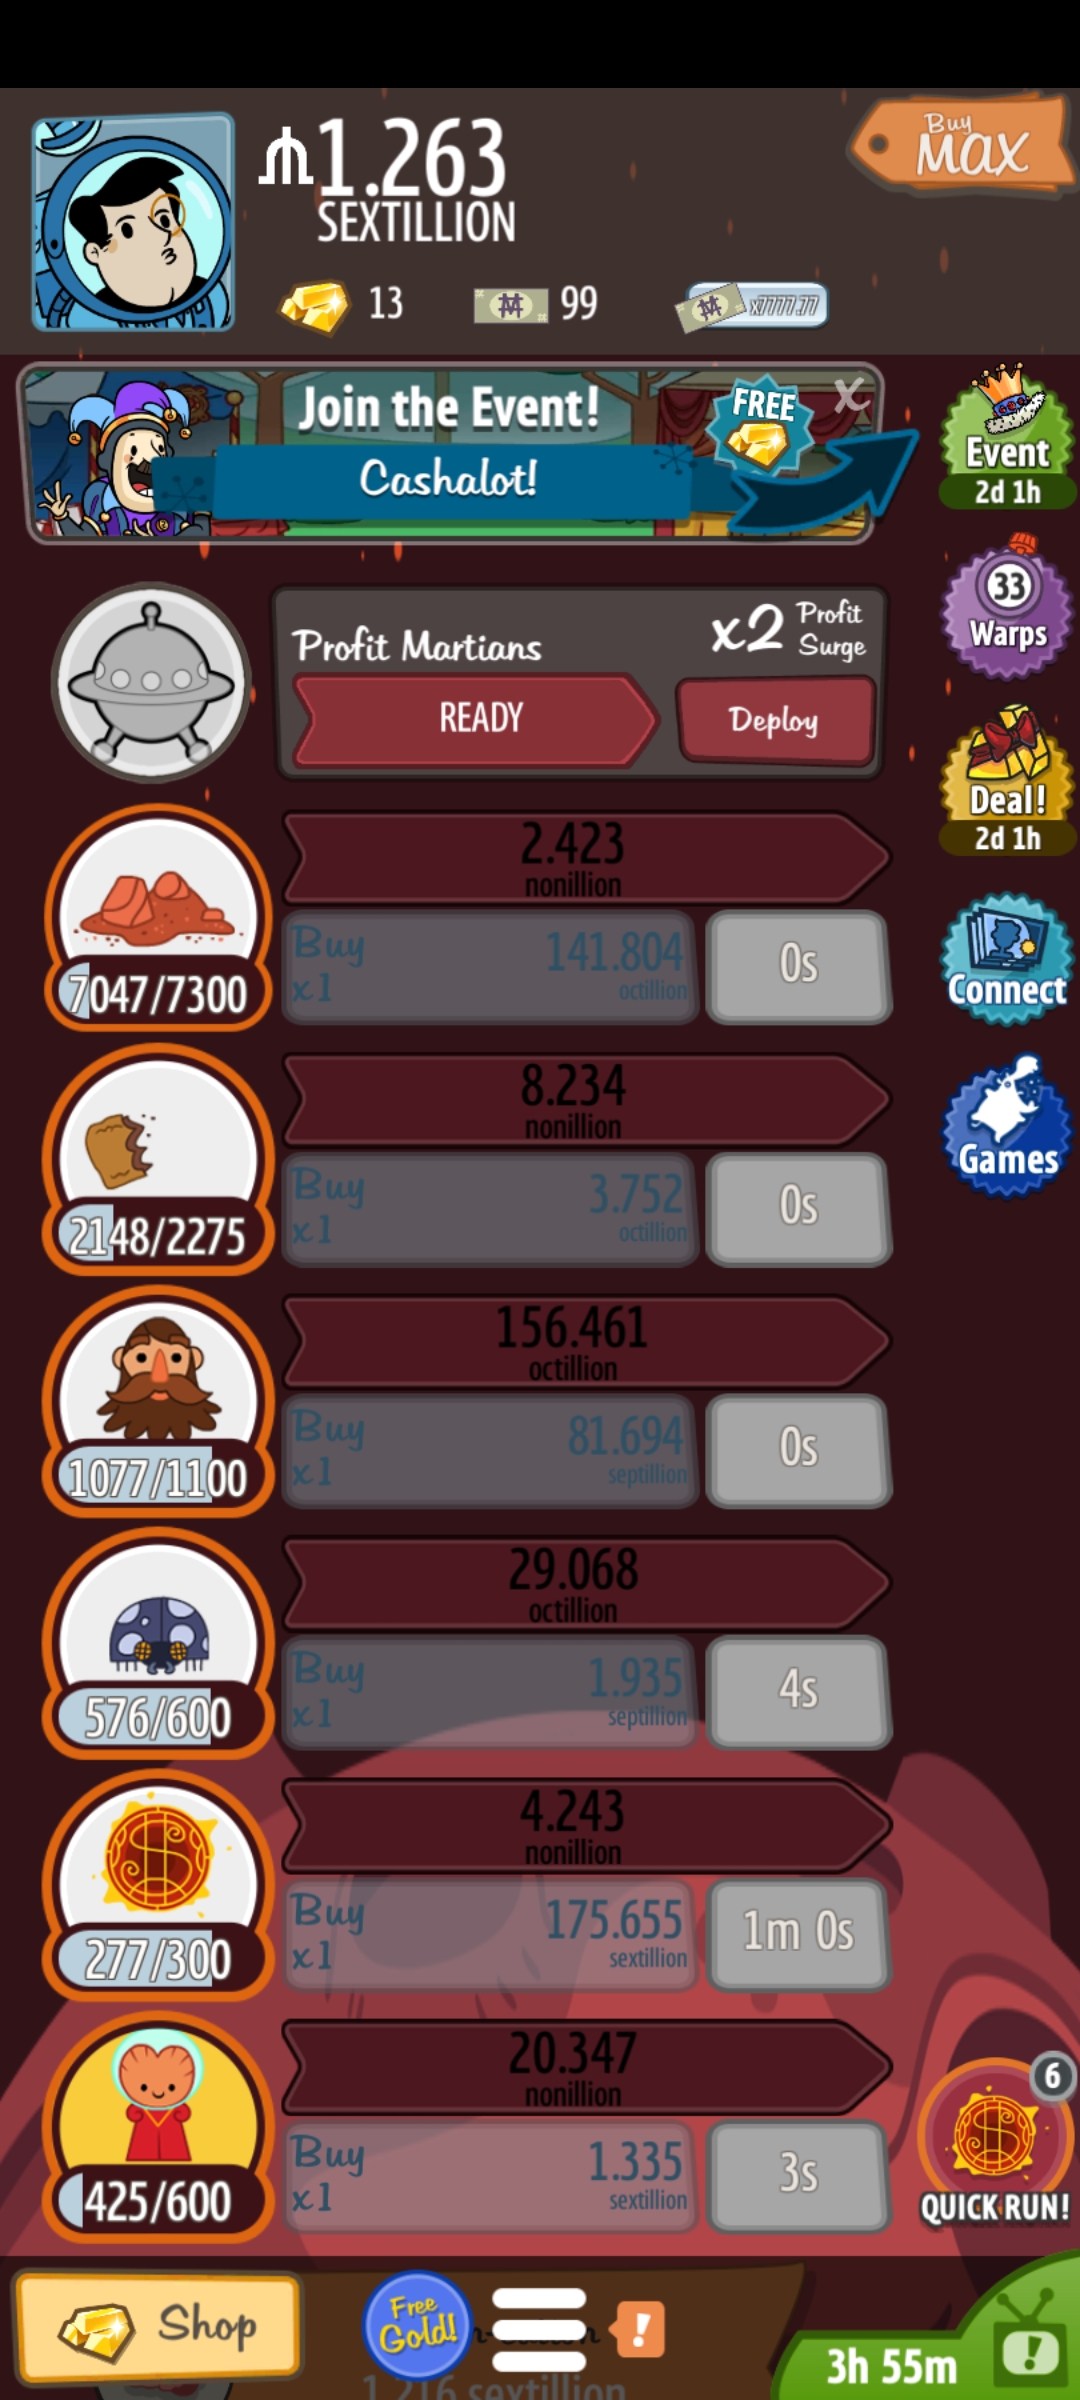 1.263
SEXTILLION
Buy
MAX
13
99
x7777.77
Join the Event!
FREE
X
Cashalot!
Event
2d 1h
33
Warps
Profit Martians
x2 Profit
Surge
READY
Deploy
Deal!
2d 1h
2.423
nonillion
Buy
x1
141.804
octillion
0s
7047/7300
Connect
8.234
nonillion
Buy
x1
3.752
octillion
0s
2148/2275
Games
156.461
octillion
Buy
x1
81.694
septillion
0s
1077/1100
29.068
octillion
Buy
x1
1.935
septillion
4s
576/600
4.243
nonillion
Buy
x1
175.655
sextillion
1m 0s
277/300
20.347
nonillion
Buy
x1
1.335
sextillion
3s
425/600
6
QUICK RUN!
Shop
Free
Gold!
!
1.216 sextillion
3h 55m
!